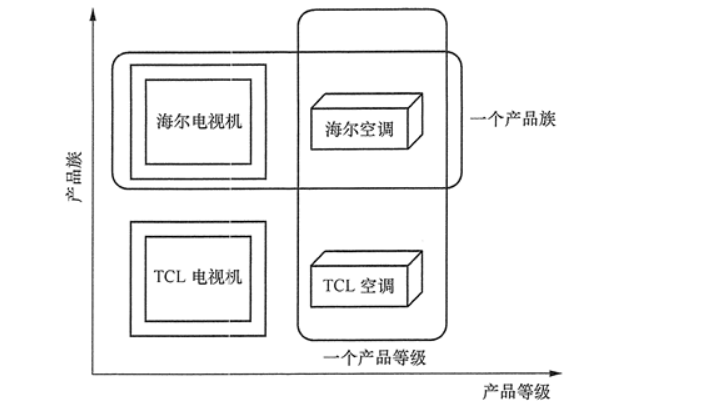 海尔电视机
海尔空调
一个产品族
产品族
TCL 电视机
TCL 空调
一个产品等级
产品等级